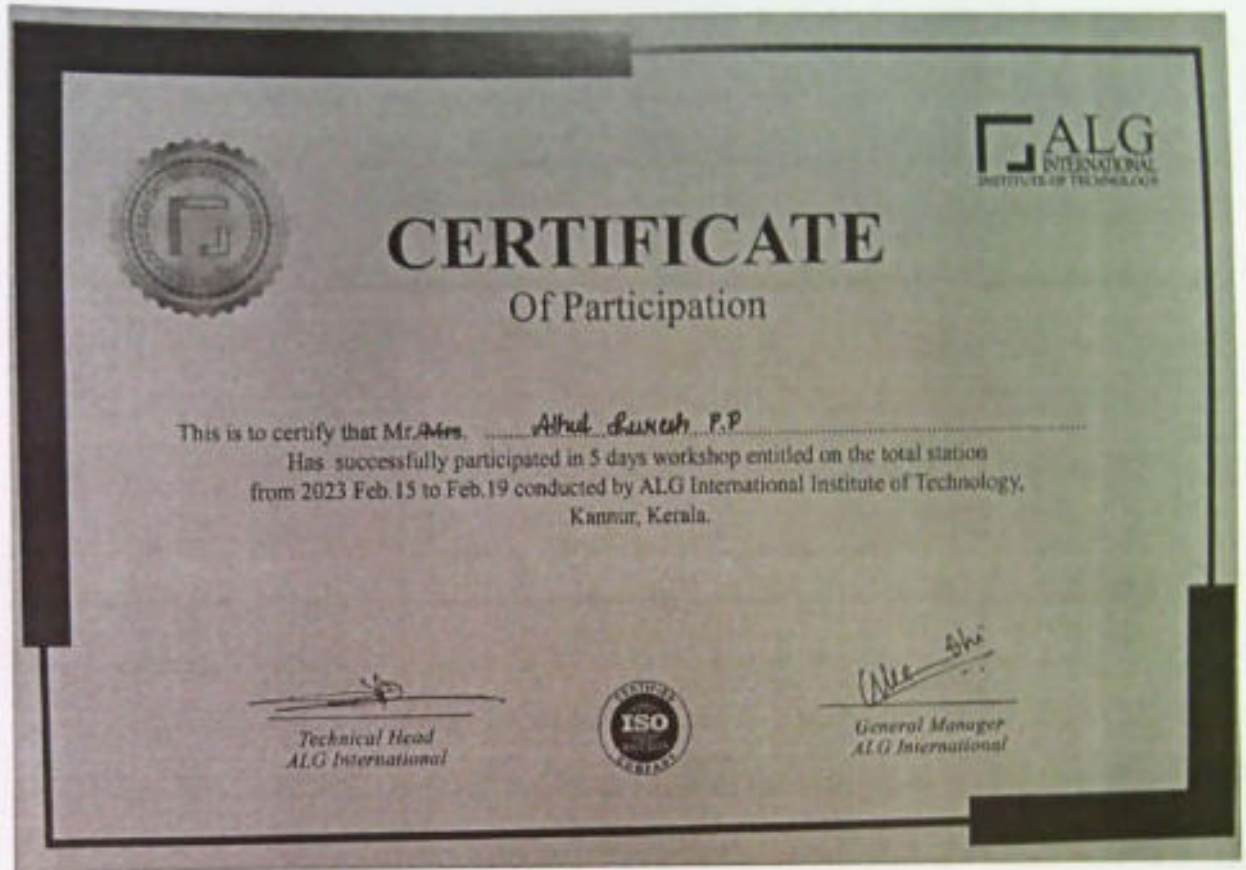 ALG
INTERNATIONAL
INSTITUTE OF TECHNOLOGY
CERTIFICATE
Of Participation
This is to certify that Mr./Mrs. Athul Suresh P.P
Has successfully participated in 5 days workshop entitled on the total station
from 2023 Feb.15 to Feb.19 conducted by ALG International Institute of Technology,
Kannur, Kerala.
Technical Head
ALG International
CERTIFIED
ISO
COMPANY
General Manager
ALG International